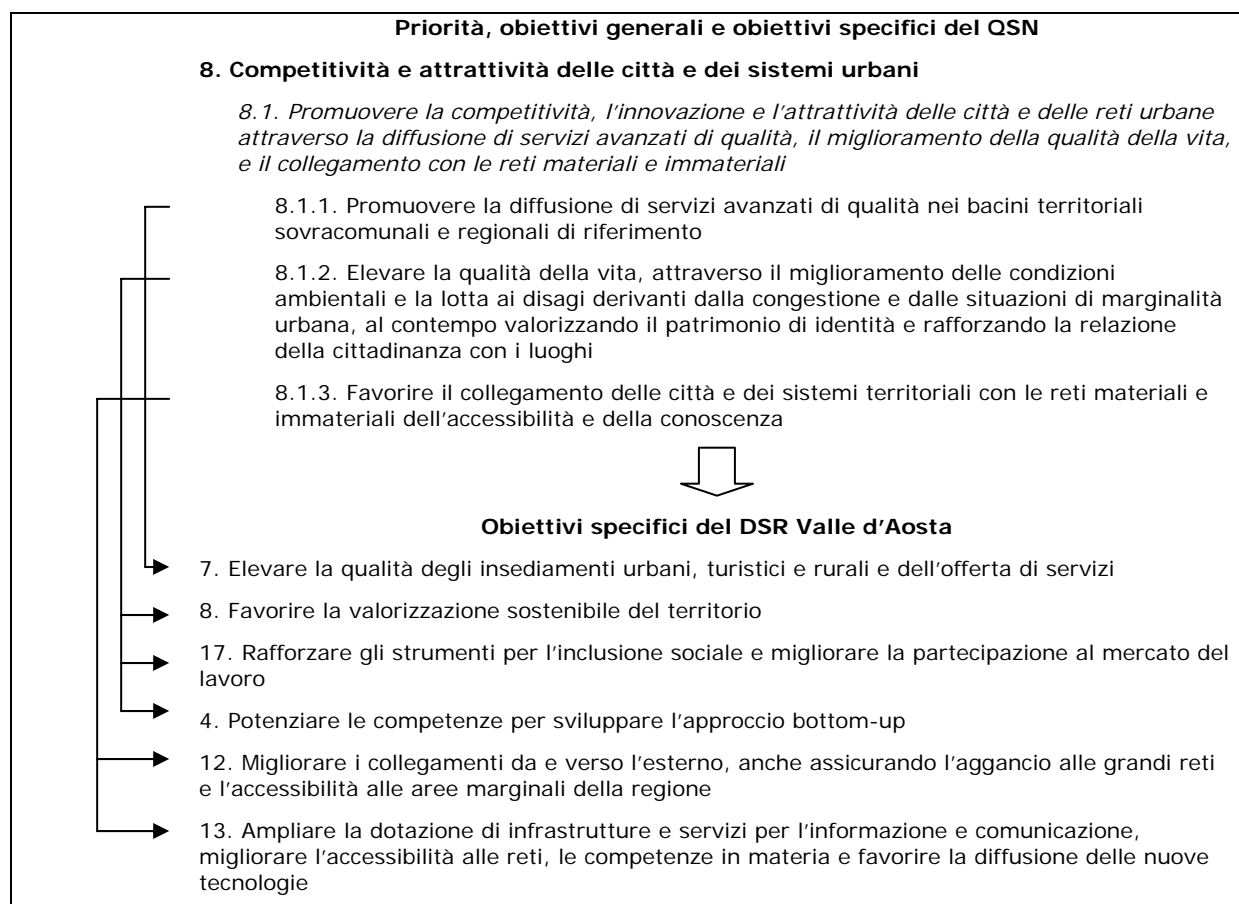 Priorità, obiettivi generali e obiettivi specifici del QSN
8. Competitività e attrattività delle città e dei sistemi urbani
8.1. Promuovere la competitività, l'innovazione e l'attrattività delle città e delle reti urbane
attraverso la diffusione di servizi avanzati di qualità, il miglioramento della qualità della vita,
e il collegamento con le reti materiali e immateriali
8.1.1. Promuovere la diffusione di servizi avanzati di qualità nei bacini territoriali
sovracomunali e regionali di riferimento
8.1.2. Elevare la qualità della vita, attraverso il miglioramento delle condizioni
ambientali e la lotta ai disagi derivanti dalla congestione e dalle situazioni di marginalità
urbana, al contempo valorizzando il patrimonio di identità e rafforzando la relazione
della cittadinanza con i luoghi
8.1.3. Favorire il collegamento delle città e dei sistemi territoriali con le reti materiali e
immateriali dell'accessibilità e della conoscenza
Obiettivi specifici del DSR Valle d'Aosta
7. Elevare la qualità degli insediamenti urbani, turistici e rurali e dell'offerta di servizi
8. Favorire la valorizzazione sostenibile del territorio
17. Rafforzare gli strumenti per l'inclusione sociale e migliorare la partecipazione al mercato del
lavoro
4. Potenziare le competenze per sviluppare l'approccio bottom-up
12. Migliorare i collegamenti da e verso l'esterno, anche assicurando l'aggancio alle grandi reti
e l'accessibilità alle aree marginali della regione
13. Ampliare la dotazione di infrastrutture e servizi per l'informazione e comunicazione,
migliorare l'accessibilità alle reti, le competenze in materia e favorire la diffusione delle nuove
tecnologie